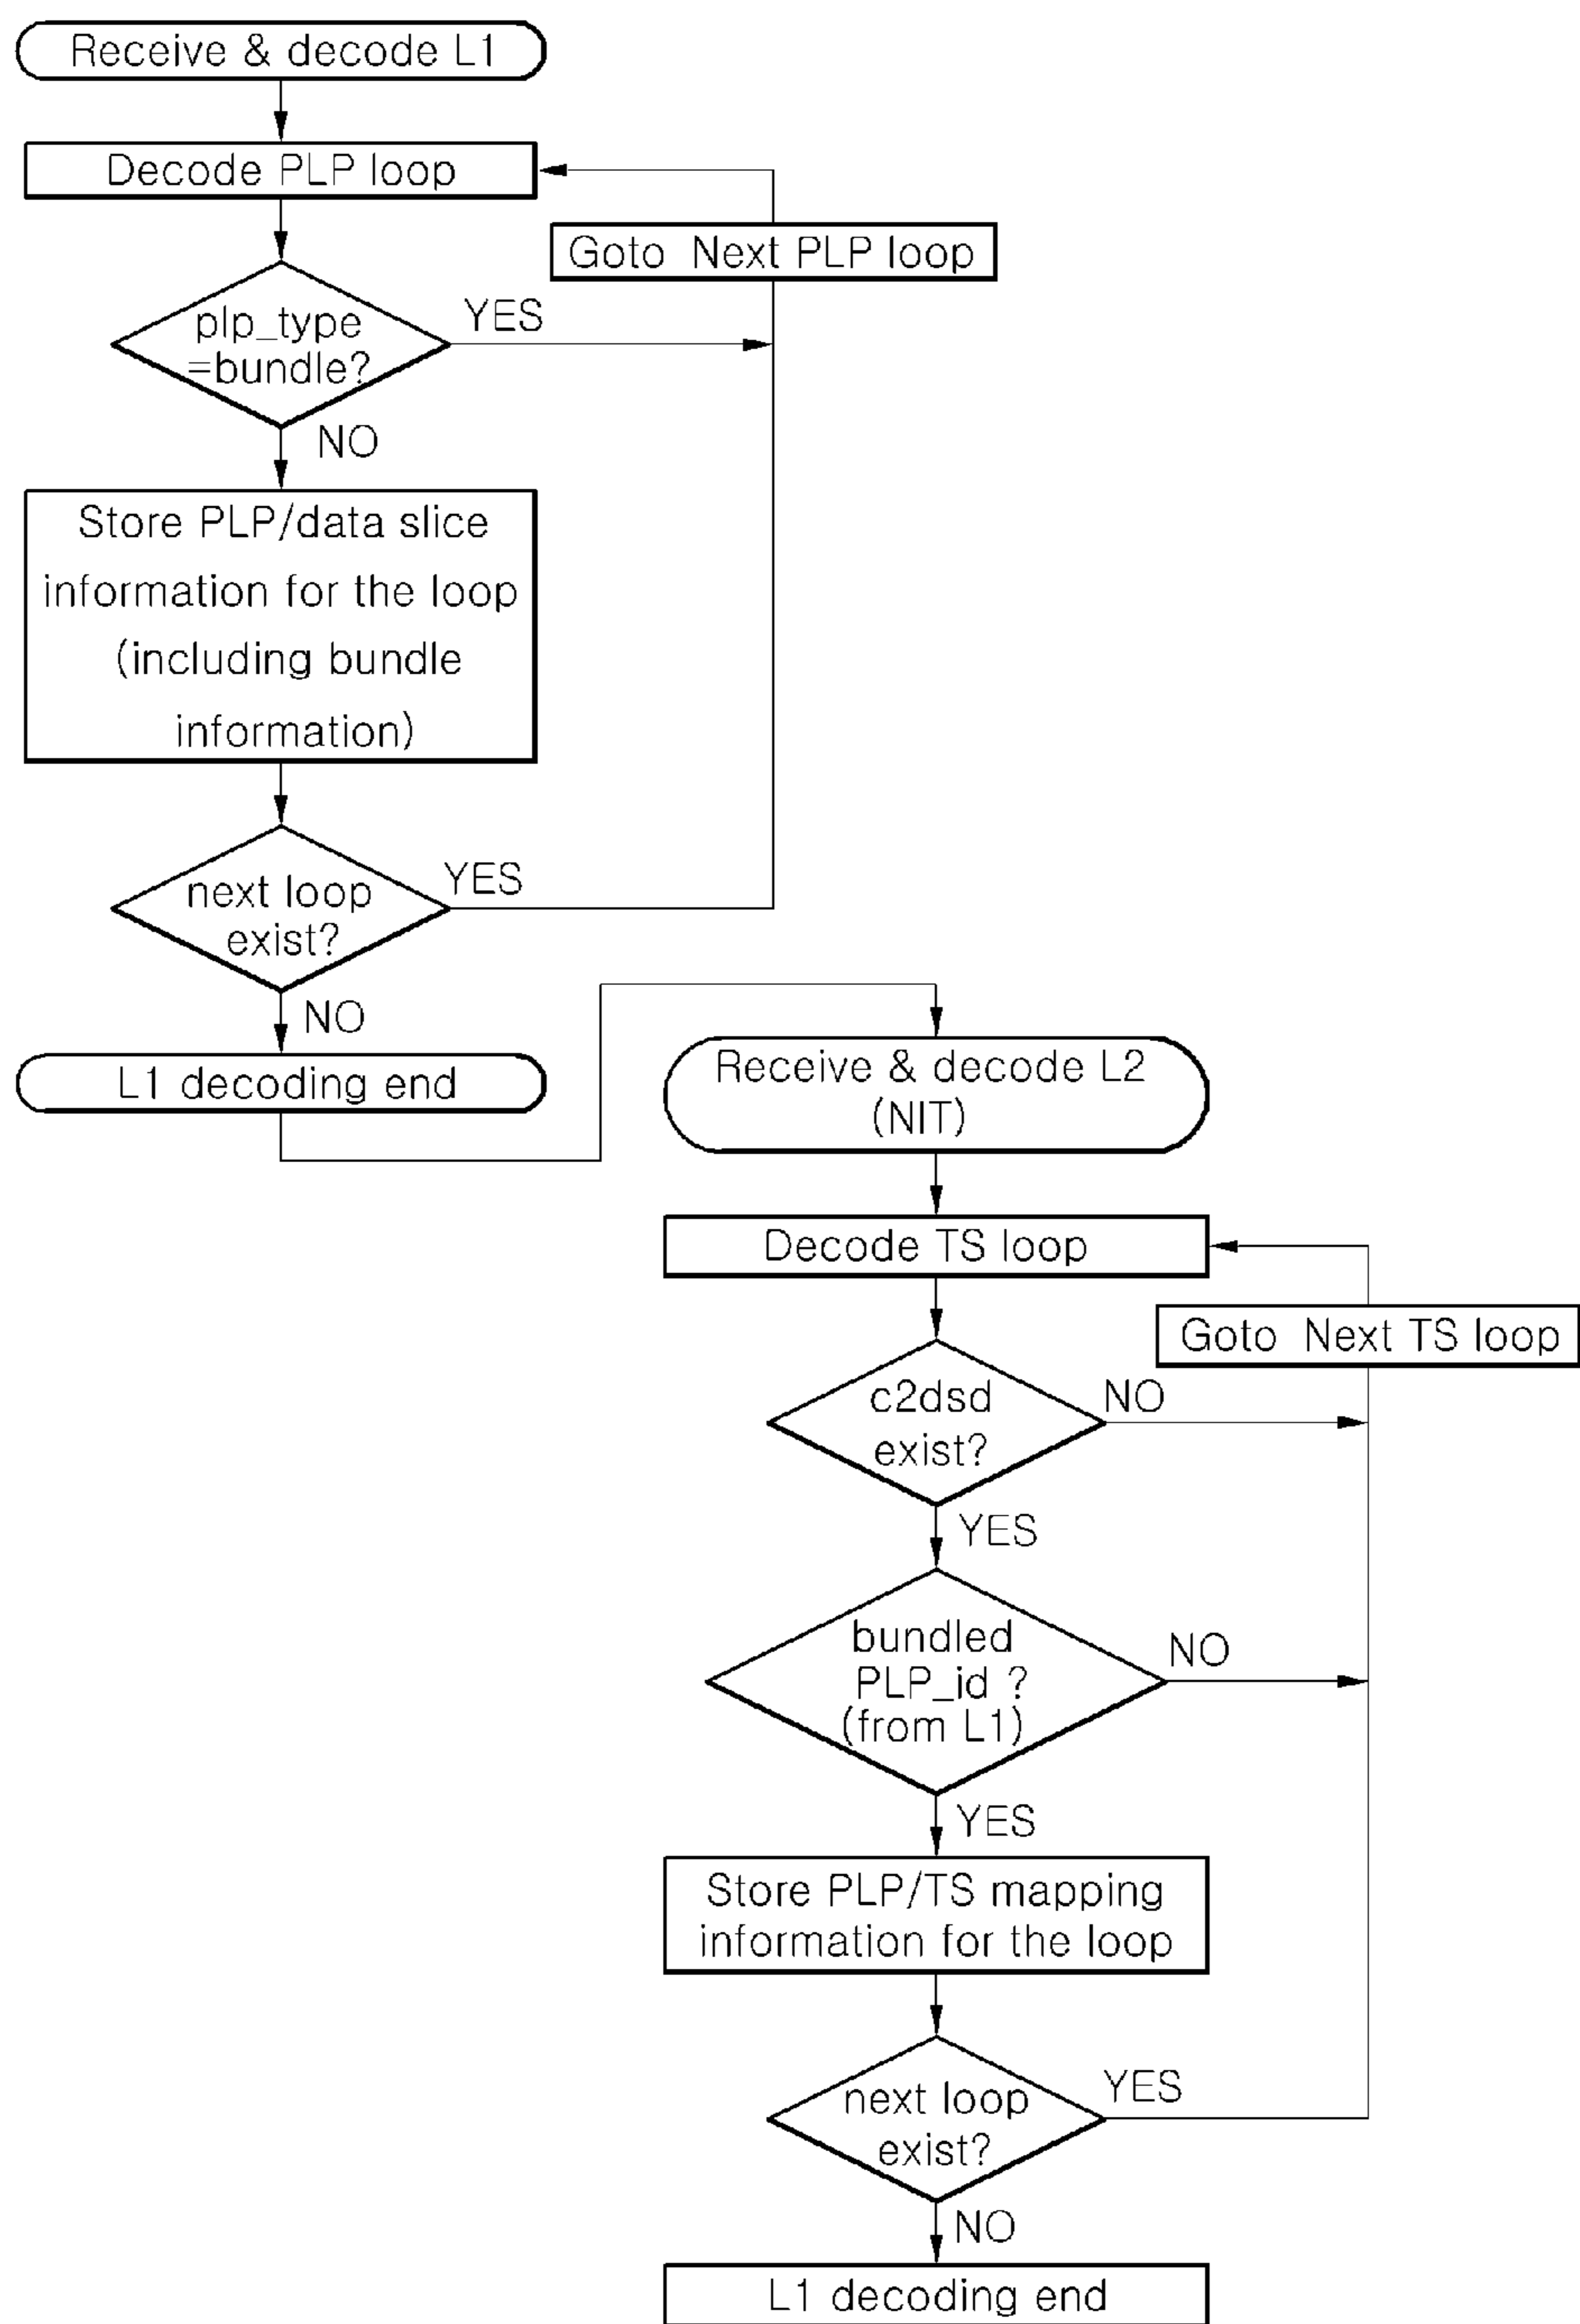 Receive & decode L1
Decode PLP loop
Goto Next PLP loop
plp_type
=bundle?
YES
NO
Store PLP/data slice
information for the loop
(including bundle
information)
next loop
exist?
YES
NO
L1 decoding end
Receive & decode L2
(NIT)
Decode TS loop
Goto Next TS loop
c2dsd
exist?
NO
YES
bundled
PLP_id ?
(from L1)
NO
YES
Store PLP/TS mapping
information for the loop
next loop
exist?
YES
NO
L1 decoding end